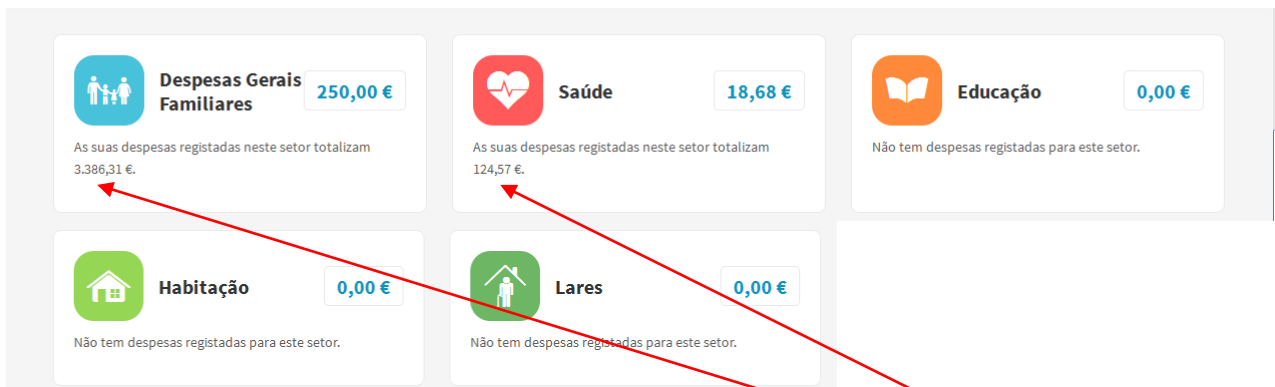 Despesas Gerais
Familiares
250,00 €
As suas despesas registadas neste setor totalizam
3.386,31 €.
Saúde
18,68 €
As suas despesas registadas neste setor totalizam
124,57 €.
Educação
0,00 €
Não tem despesas registadas para este setor.
Habitação
0,00 €
Não tem despesas registadas para este setor.
Lares
0,00 €
Não tem despesas registadas para este setor.